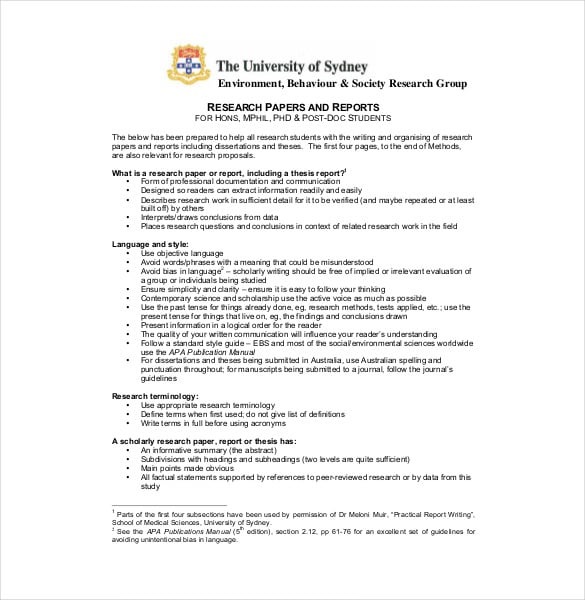 The University of Sydney
Environment, Behaviour & Society Research Group
RESEARCH PAPERS AND REPORTS
FOR HONS, MPHIL, PHD & POST-DOC STUDENTS
The below has been prepared to help all research students with the writing and organising of research
papers and reports including dissertations and theses. The first four pages, to the end of Methods,
are also relevant for research proposals.
What is a research paper or report, including a thesis report?¹
• Form of professional documentation and communication
• Designed so readers can extract information readily and easily
• Describes research work in sufficient detail for it to be verified (and maybe repeated or at least
built off) by others
• Interprets/draws conclusions from data
• Places research questions and conclusions in context of related research work in the field
Language and style:
• Use objective language
• Avoid words/phrases with a meaning that could be misunderstood
• Avoid bias in language² – scholarly writing should be free of implied or irrelevant evaluation of
a group or individuals being studied
• Ensure simplicity and clarity – ensure it is easy to follow your thinking
• Contemporary science and scholarship use the active voice as much as possible
• Use the past tense for things already done, eg, research methods, tests applied, etc.; use the
present tense for things that live on, eg, the findings and conclusions drawn
• Present information in a logical order for the reader
• The quality of your written communication will influence your reader's understanding
• Follow a standard style guide – EBS and most of the social/environmental sciences worldwide
use the APA Publication Manual
• For dissertations and theses being submitted in Australia, use Australian spelling and
punctuation throughout; for manuscripts being submitted to a journal, follow the journal's
guidelines
Research terminology:
• Use appropriate research terminology
• Define terms when first used; do not give list of definitions
• Write terms in full before using acronyms
A scholarly research paper, report or thesis has:
• An informative summary (the abstract)
• Subdivisions with headings and subheadings (two levels are quite sufficient)
• Main points made obvious
• All factual statements supported by references to peer-reviewed research or by data from this
study
¹ Parts of the first four subsections have been used by permission of Dr Meloni Muir, "Practical Report Writing",
School of Medical Sciences, University of Sydney.
² See the APA Publications Manual (5th edition), section 2.12, pp 61-76 for an excellent set of guidelines for
avoiding unintentional bias in language.